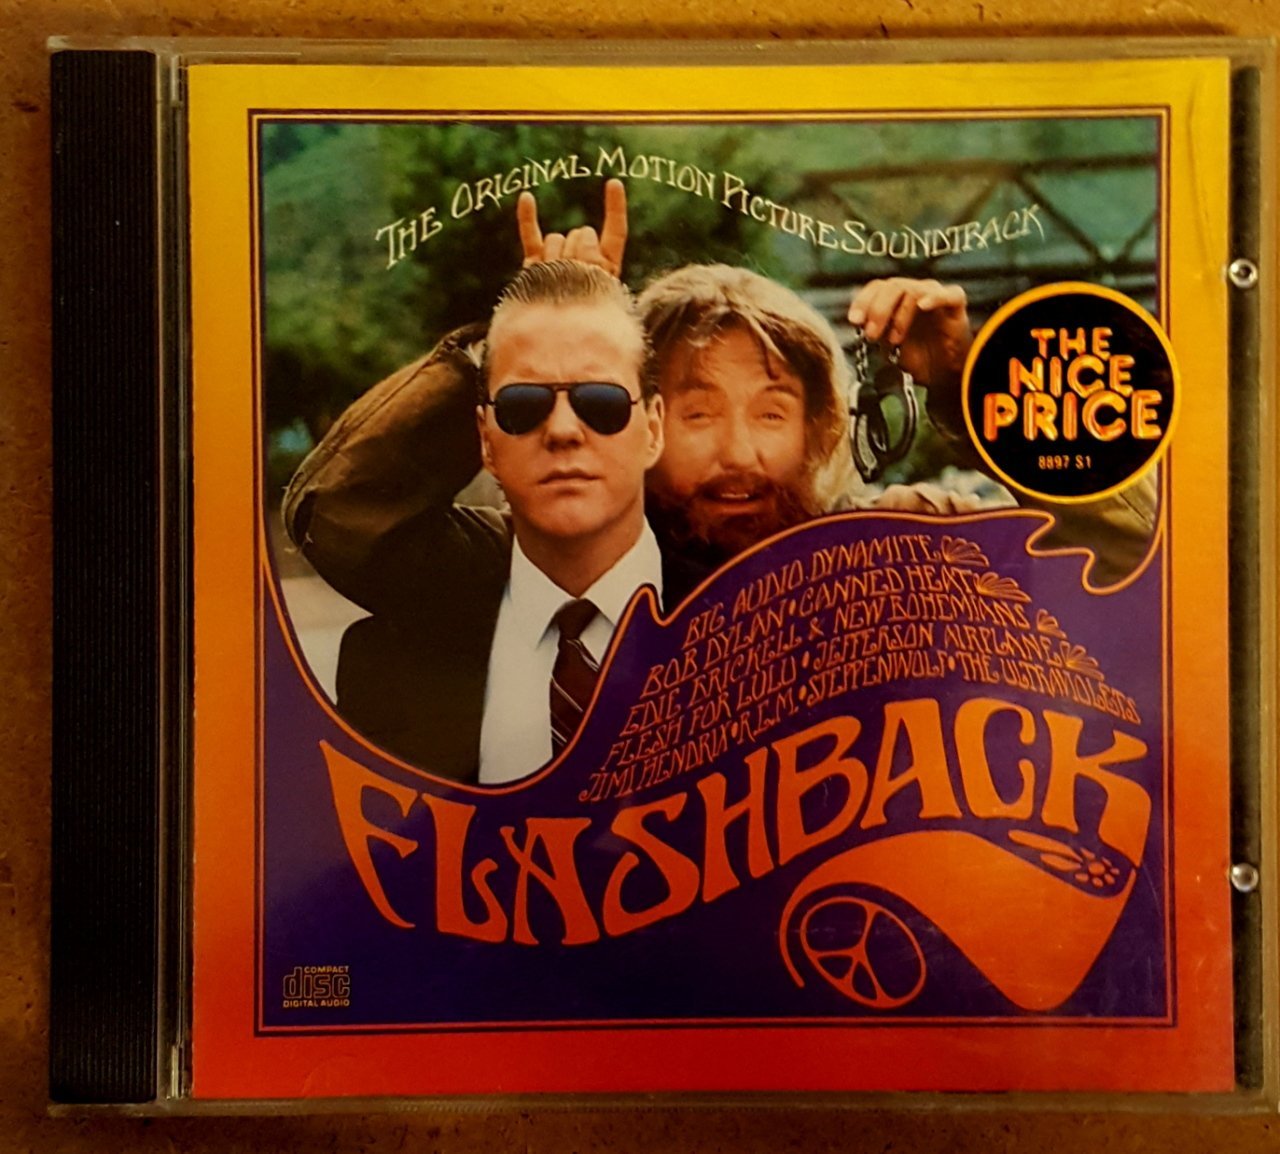 THE ORIGINAL MOTION PICTURE SOUNDTRACK
THE
NICE
PRICE
8897 S1
BIG AUDIO DYNAMITE
BOB DYLAN • CANNED HEAT
EDIE BRICKELL & NEW BOHEMIANS
FLESH FOR LULU • JEFFERSON AIRPLANE
JIMI HENDRIX • R.E.M. • STEPPENWOLF • THE ULTRAVIOLETS
FLASHBACK
COMPACT
disc
DIGITAL AUDIO